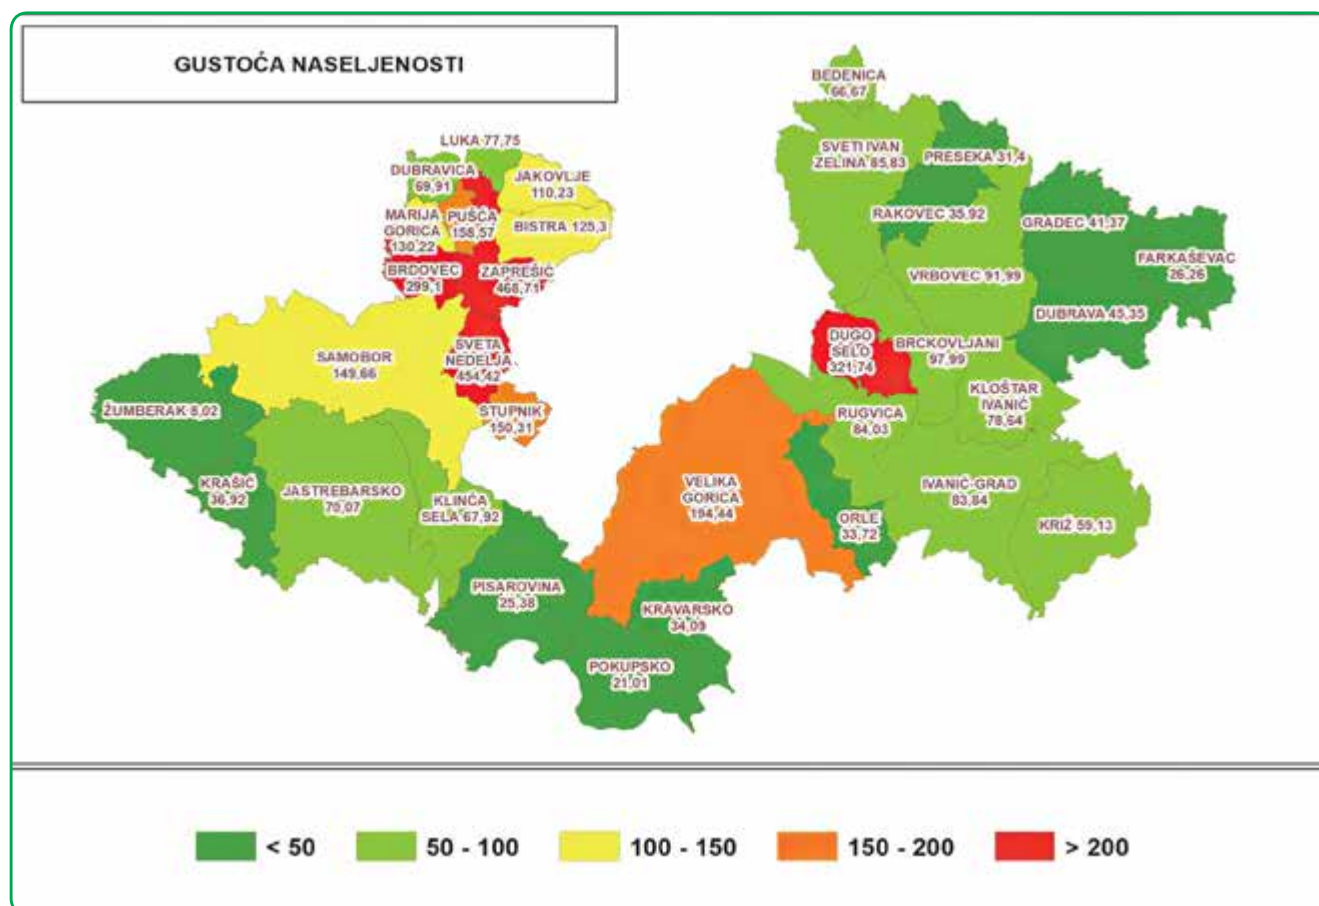 GUSTOĆA NASELJENOSTI
BEDENICA
66,67
LUKA 77,75
SVETI IVAN
ZELINA 85,83
PRESEKA 31,4
DUBRAVICA
69,91
JAKOVLJE
110,23
MARIJA
GORICA
130,22
PUŠĆA
158,57
BISTRA 125,3
RAKOVEC 35,92
GRADEC 41,37
FARKAŠEVAC
26,26
BRDOVEC
299,1
ZAPREŠIĆ
468,71
VRBOVEC 91,99
DUBRAVA 45,35
SAMOBOR
149,66
SVETA
NEDELJA
454,42
DUGO
SELO
321,74
BRCKOVLJANI
97,99
KLOŠTAR
IVANIĆ
78,64
ŽUMBERAK 8,02
STUPNIK
150,31
RUGVICA
84,03
KRAŠIĆ
36,92
JASTREBARSKO
70,07
KLINČA
SELA 67,92
VELIKA
GORICA
194,44
IVANIĆ-GRAD
83,84
ORLE
33,72
KRIŽ 59,13
PISAROVINA
25,38
KRAVARSKO
34,09
POKUPSKO
21,01
< 50
50 - 100
100 - 150
150 - 200
> 200